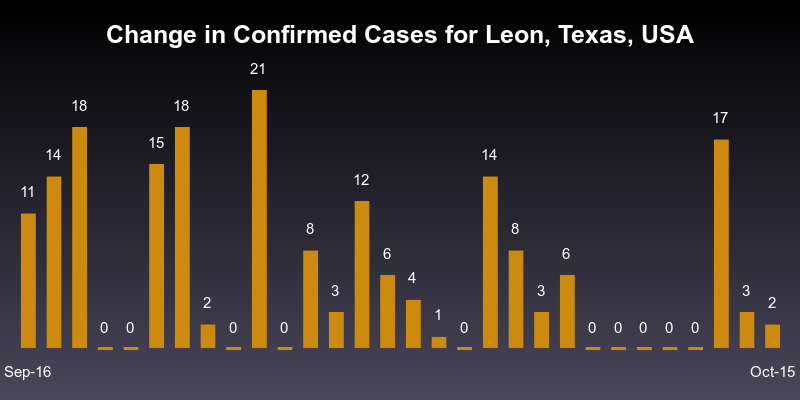 Change in Confirmed Cases for Leon, Texas, USA
11 14 18 0 0 15 18 2 0 21 0 8 3 12 6 4 1 0 14 8 3 6 0 0 0 0 0 17 3 2
Sep-16 Oct-15